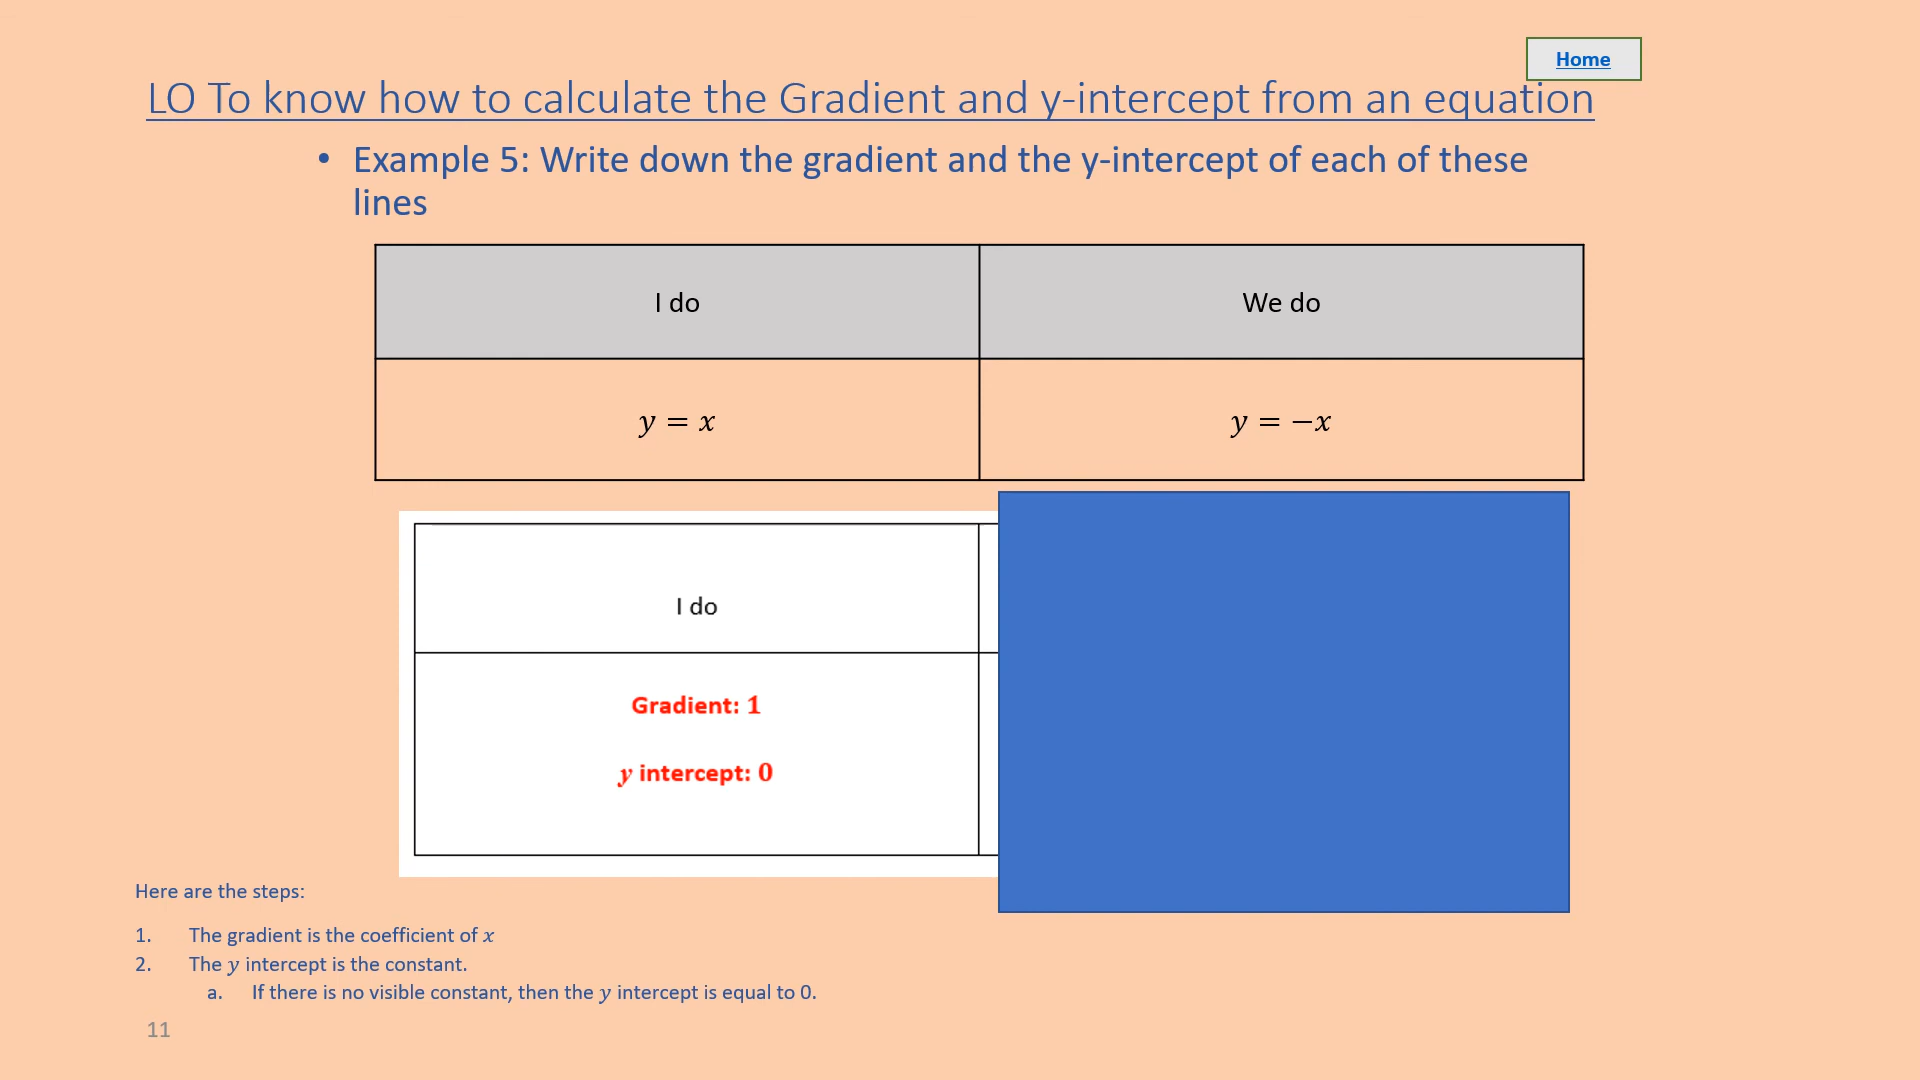 Home
LO To know how to calculate the Gradient and y-intercept from an equation
• Example 5: Write down the gradient and the y-intercept of each of these
lines
I do
We do
y = x
y = −x
I do
Gradient: 1
y intercept: 0
Here are the steps:
1. The gradient is the coefficient of x
2. The y intercept is the constant.
a. If there is no visible constant, then the y intercept is equal to 0.
11